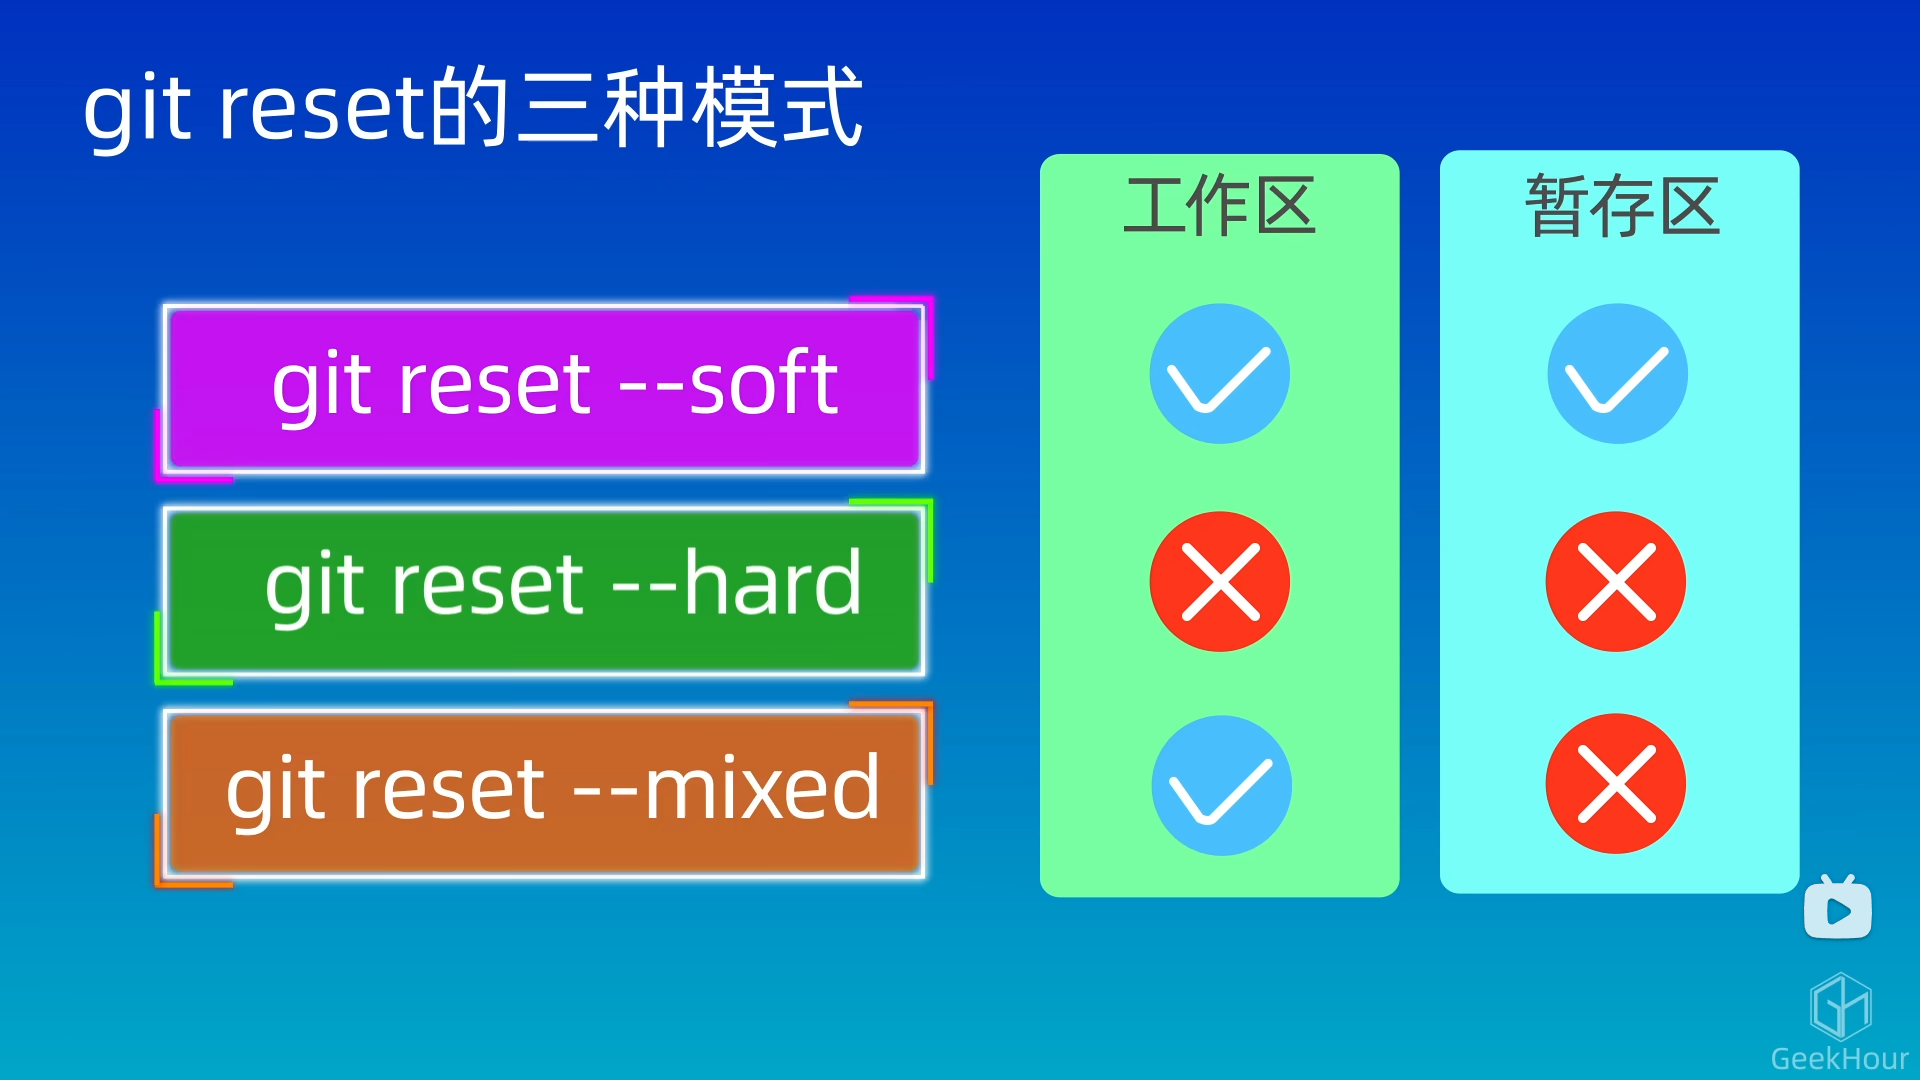 git reset的三种模式
工作区
暂存区
git reset --soft
git reset --hard
git reset --mixed
GeekHour